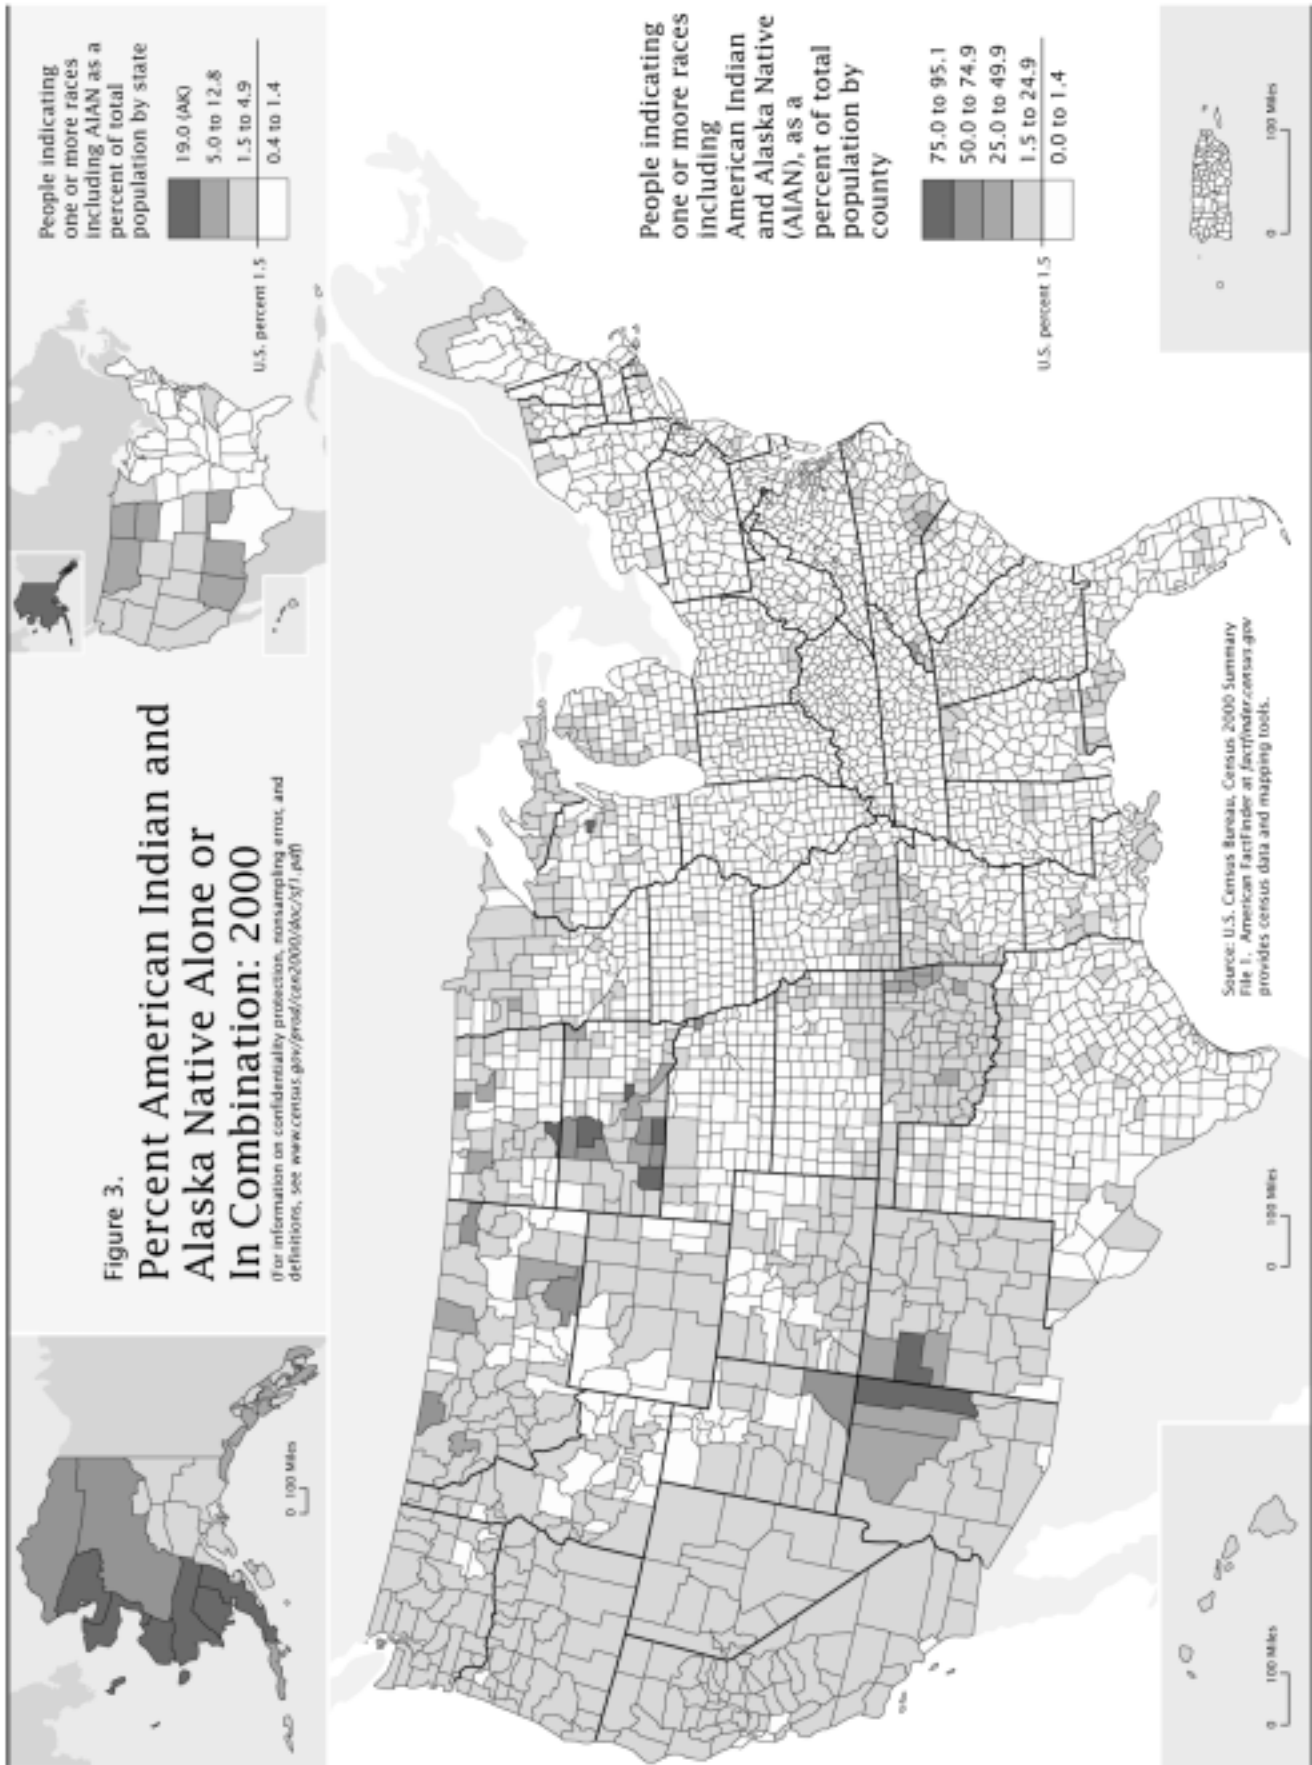 Figure 3.
Percent American Indian and
Alaska Native Alone or
In Combination: 2000
(For information on confidentiality protection, nonsampling error, and
definitions, see www.census.gov/prod/cen2000/doc/sf1.pdf)
People indicating
one or more races
including AIAN as a
percent of total
population by state
19.0 (AK)
5.0 to 12.8
1.5 to 4.9
U.S. percent 1.5
0.4 to 1.4
0 100 Miles
People indicating
one or more races
including
American Indian
and Alaska Native
(AIAN), as a
percent of total
population by
county
75.0 to 95.1
50.0 to 74.9
25.0 to 49.9
1.5 to 24.9
U.S. percent 1.5
0.0 to 1.4
Source: U.S. Census Bureau, Census 2000 Summary
File 1. American FactFinder at factfinder.census.gov
provides census data and mapping tools.
0 100 Miles
0 100 Miles
0 100 Miles